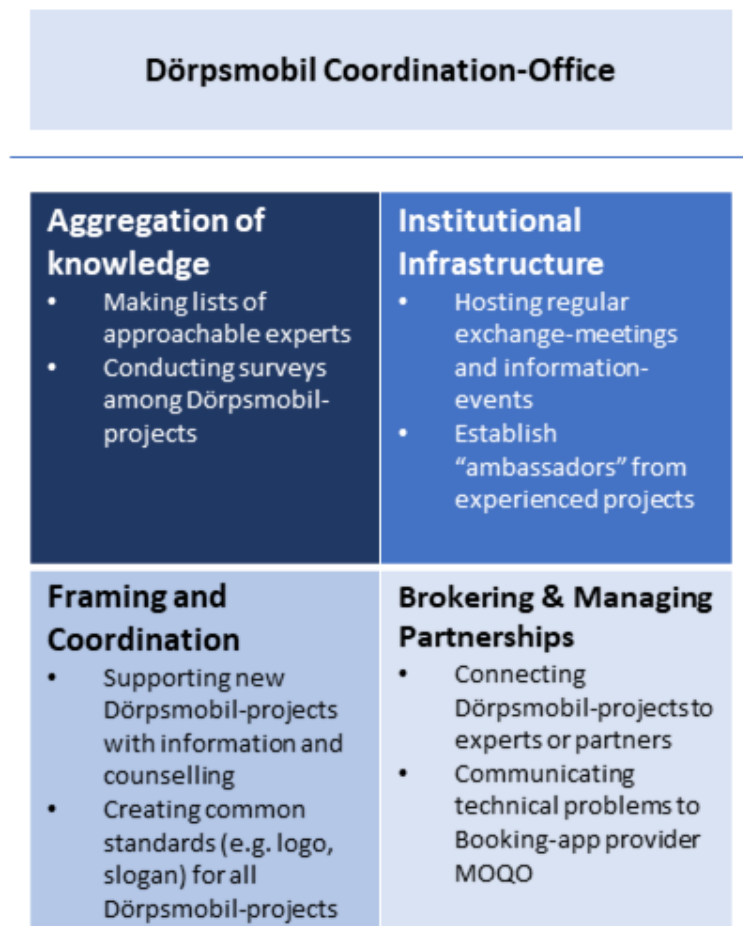 Dörpsmobil Coordination-Office
Aggregation of
knowledge
• Making lists of
approachable experts
• Conducting surveys
among Dörpsmobil-
projects
Institutional
Infrastructure
• Hosting regular
exchange-meetings
and information-
events
• Establish
“ambassadors” from
experienced projects
Framing and
Coordination
• Supporting new
Dörpsmobil-projects
with information and
counselling
• Creating common
standards (e.g. logo,
slogan) for all
Dörpsmobil-projects
Brokering & Managing
Partnerships
• Connecting
Dörpsmobil-projects to
experts or partners
• Communicating
technical problems to
Booking-app provider
MOQO